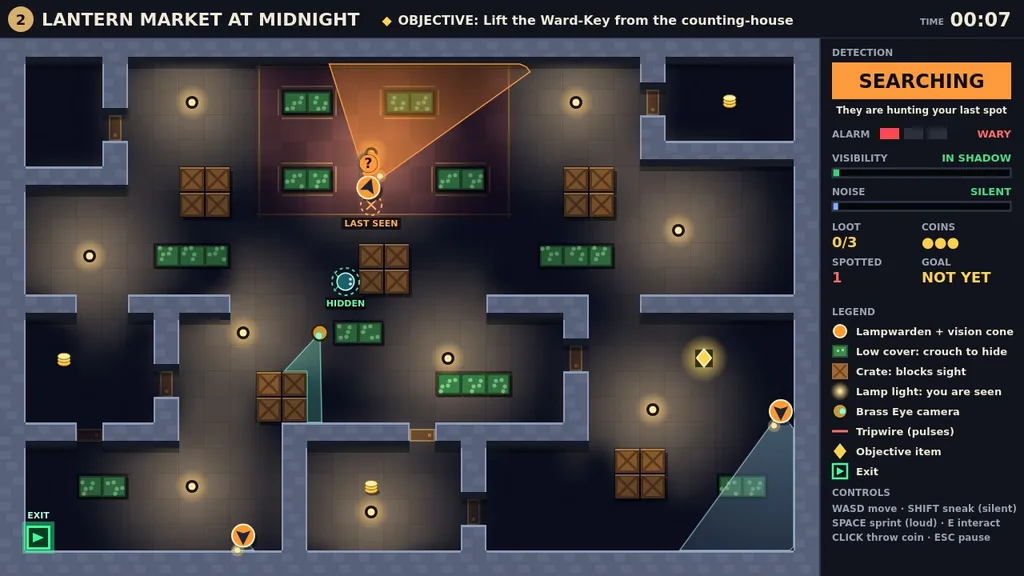 2 LANTERN MARKET AT MIDNIGHT ◆ OBJECTIVE: Lift the Ward-Key from the counting-house TIME 00:07
DETECTION
SEARCHING
They are hunting your last spot
ALARM WARY
VISIBILITY IN SHADOW
NOISE SILENT
LOOT COINS
0/3
SPOTTED GOAL
1 NOT YET
LEGEND
Lampwarden + vision cone
Low cover: crouch to hide
Crate: blocks sight
Lamp light: you are seen
Brass Eye camera
Tripwire (pulses)
Objective item
Exit
CONTROLS
WASD move · SHIFT sneak (silent)
SPACE sprint (loud) · E interact
CLICK throw coin · ESC pause
?
LAST SEEN
HIDDEN
EXIT